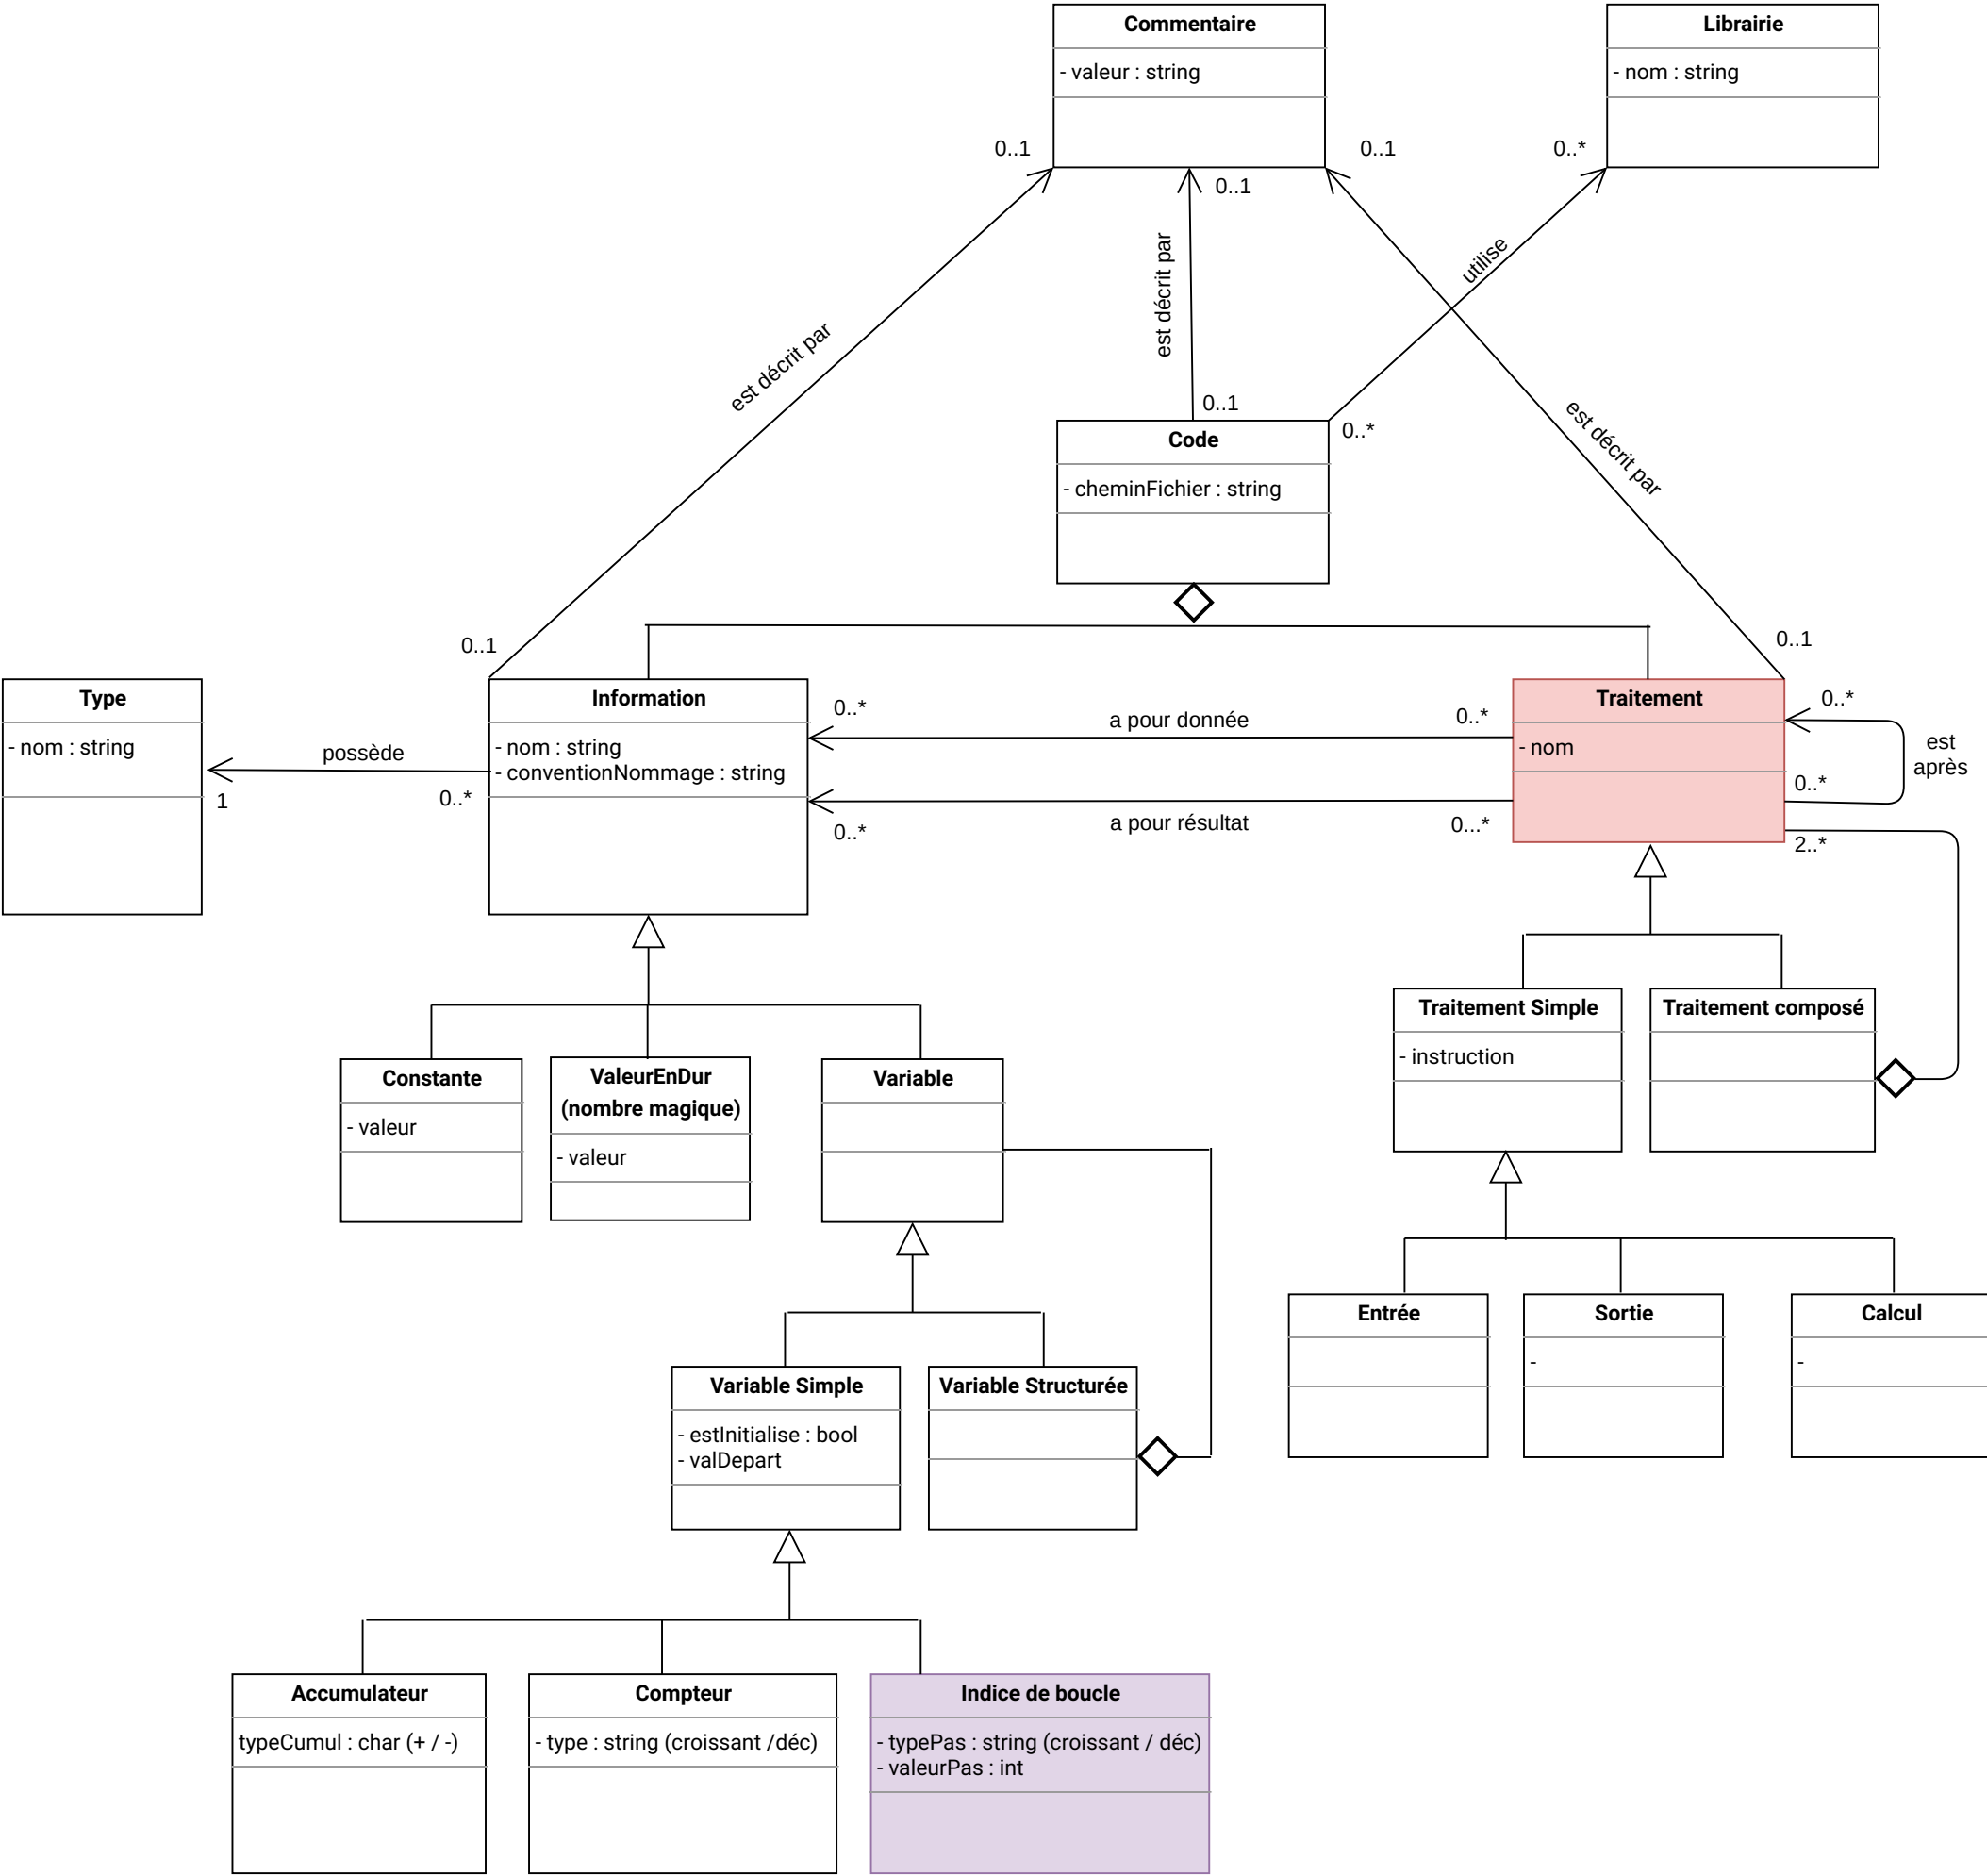 Commentaire
- valeur : string
Librairie
- nom : string
0..1
0..1
0..*
0..1
est décrit par
utilise
est décrit par
est décrit par
0..1
0..*
Code
- cheminFichier : string
0..1
0..1
Type
- nom : string
possède
1
0..*
Information
- nom : string
- conventionNommage : string
0..*
a pour donnée
0..*
0..*
a pour résultat
0...*
Traitement
- nom
0..*
est
après
0..*
2..*
Constante
- valeur
ValeurEnDur
(nombre magique)
- valeur
Variable
Traitement Simple
- instruction
Traitement composé
Entrée
Sortie
-
Calcul
-
Variable Simple
- estInitialise : bool
- valDepart
Variable Structurée
Accumulateur
typeCumul : char (+ / -)
Compteur
- type : string (croissant /déc)
Indice de boucle
- typePas : string (croissant / déc)
- valeurPas : int